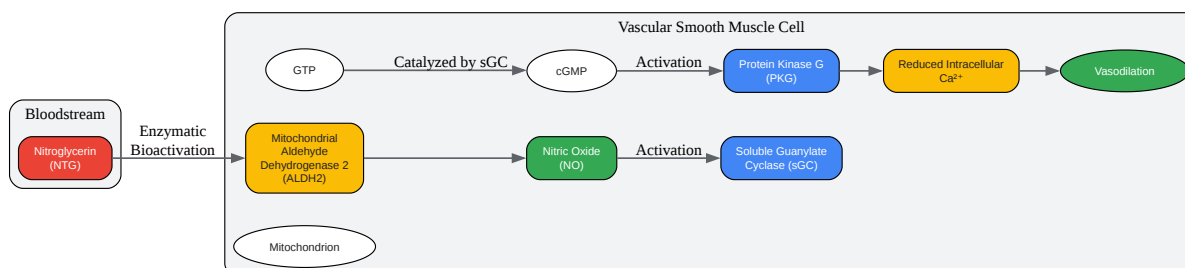 Vascular Smooth Muscle Cell
GTP
Catalyzed by sGC
cGMP
Activation
Protein Kinase G
(PKG)
Reduced Intracellular
Ca²⁺
Vasodilation
Bloodstream
Nitroglycerin
(NTG)
Enzymatic
Bioactivation
Mitochondrial
Aldehyde
Dehydrogenase 2
(ALDH2)
Nitric Oxide
(NO)
Activation
Soluble Guanylate
Cyclase (sGC)
Mitochondrion